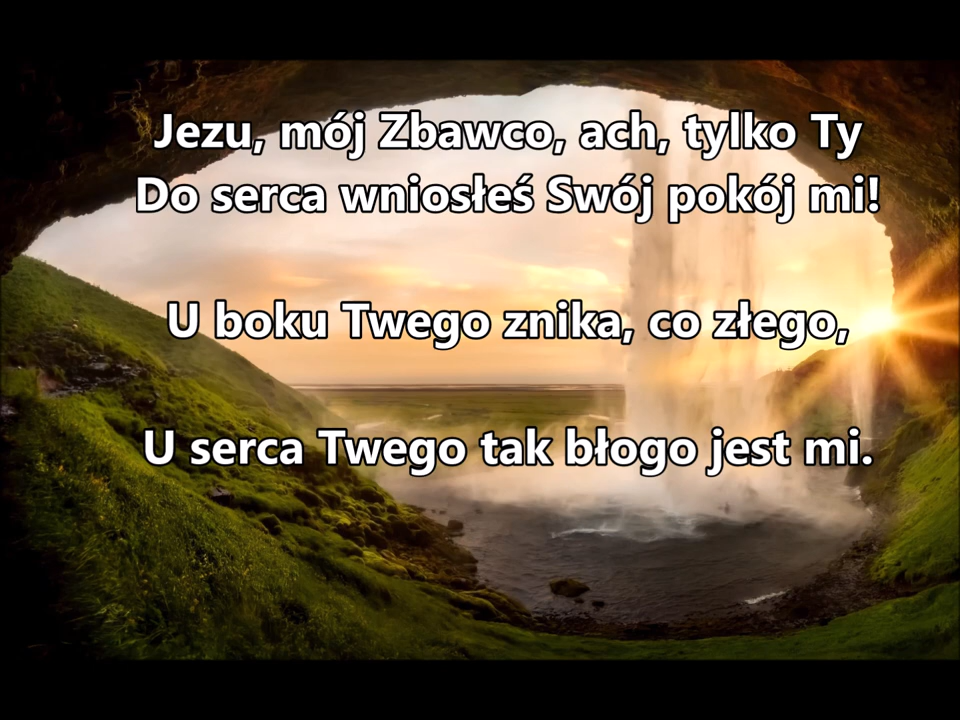 Jezu, mój Zbawco, ach, tylko Ty
Do serca wniosłeś Swój pokój mi!
U boku Twego znika, co złego,
U serca Twego tak błogo jest mi.